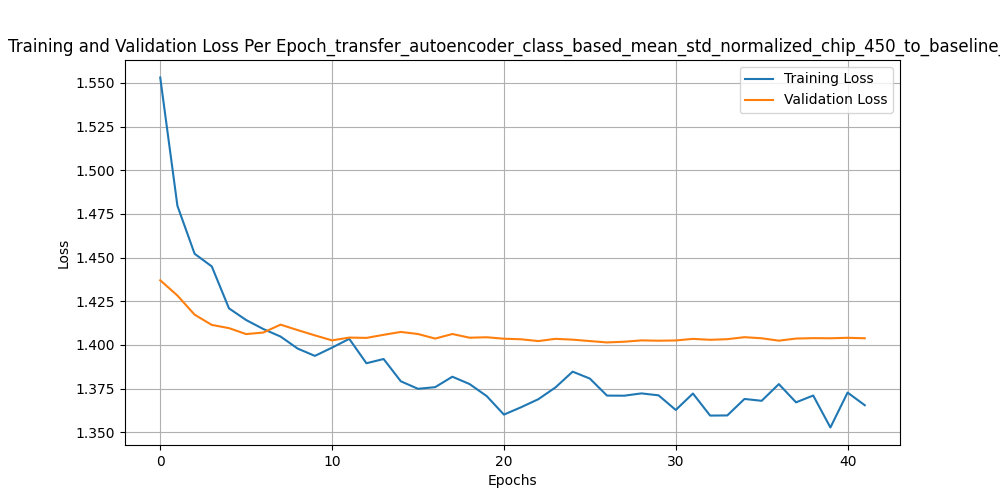 Training and Validation Loss Per Epoch_transfer_autoencoder_class_based_mean_std_normalized_chip_450_to_baseline_
Training Loss
Validation Loss
1.550
1.525
1.500
1.475
1.450
1.425
1.400
1.375
1.350
Loss
0
10
20
30
40
Epochs